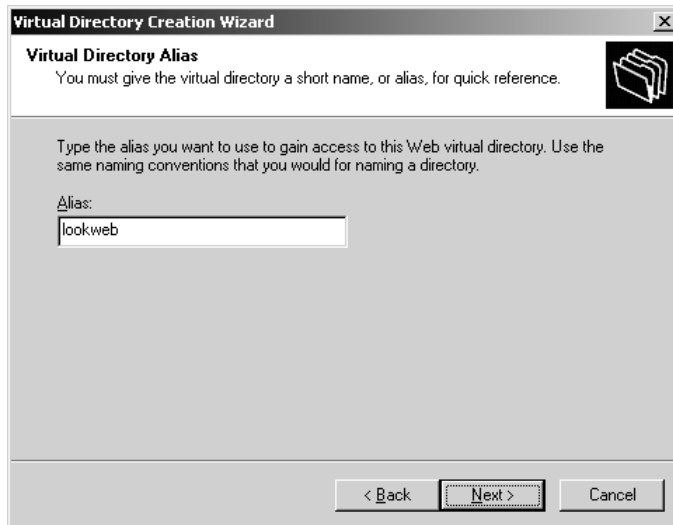 Virtual Directory Creation Wizard
Virtual Directory Alias
You must give the virtual directory a short name, or alias, for quick reference.
Type the alias you want to use to gain access to this Web virtual directory. Use the
same naming conventions that you would for naming a directory.
Alias:
lookweb
< Back Next > Cancel